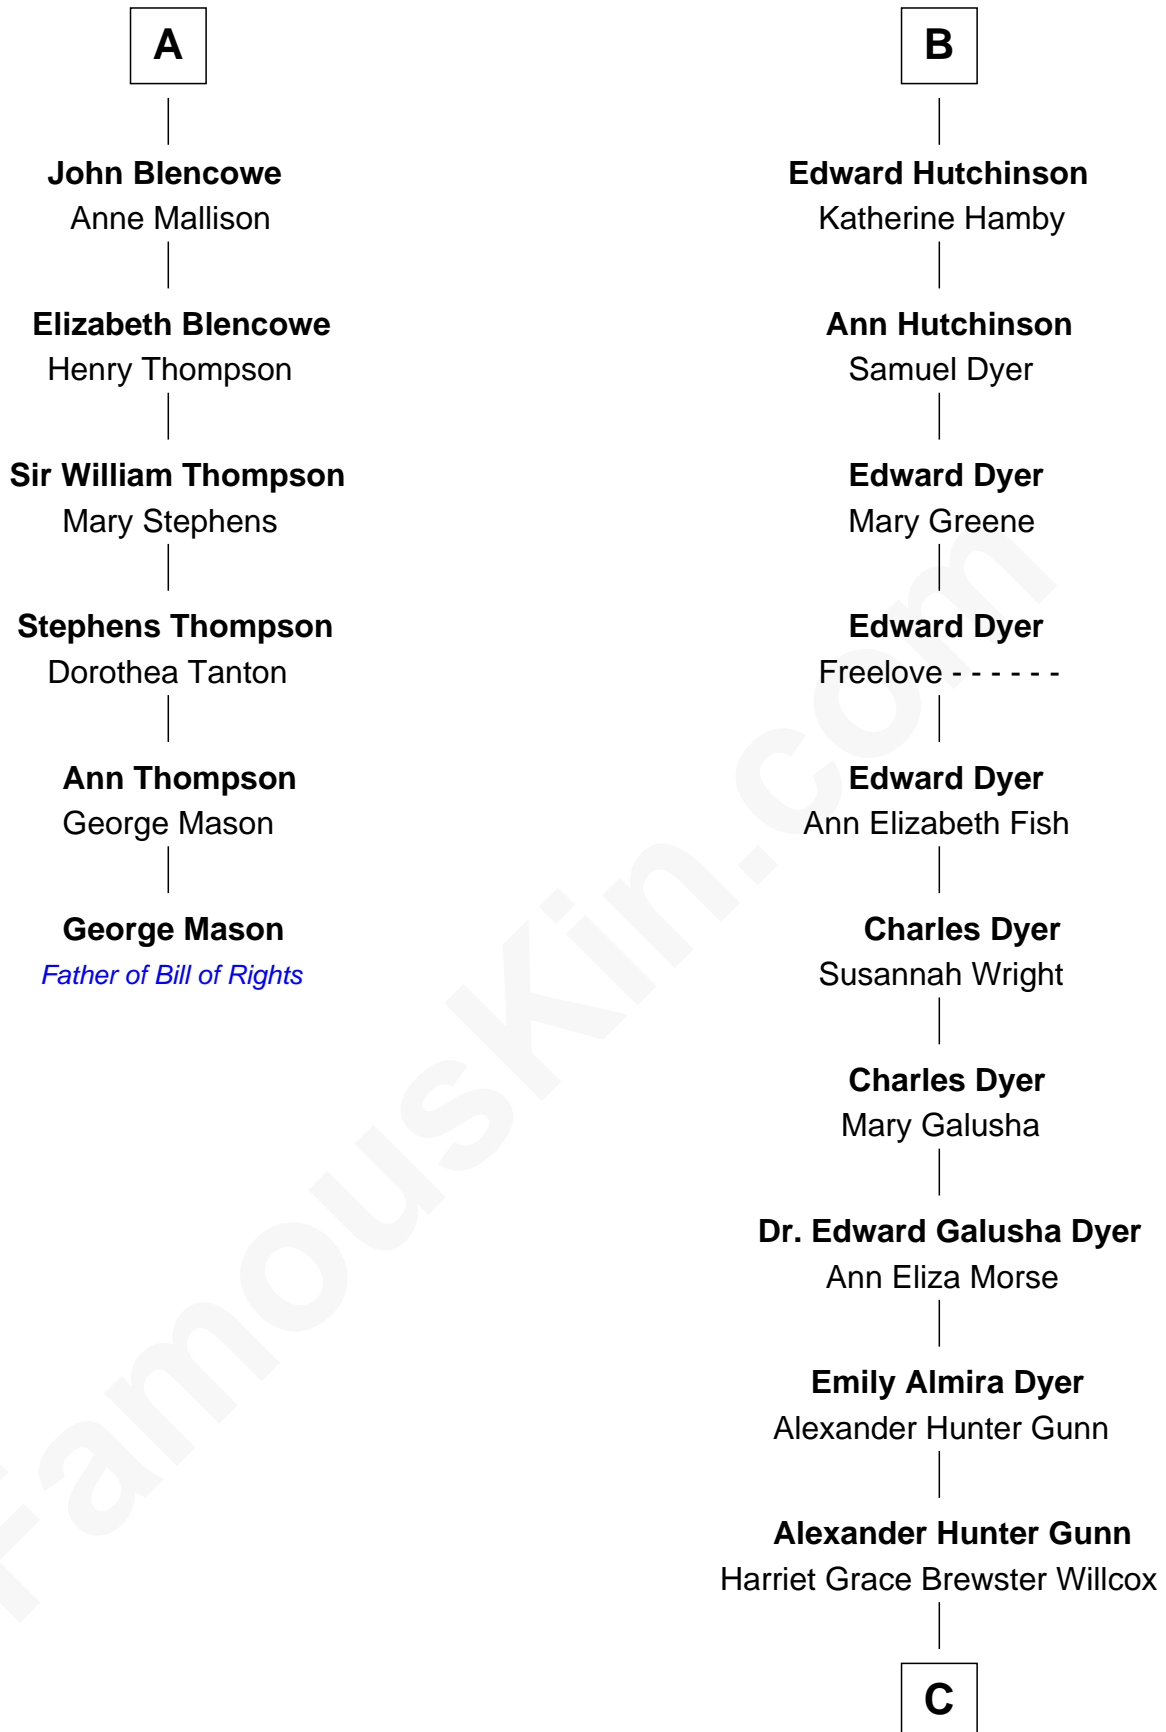 A
John Blencowe
Anne Mallison
Elizabeth Blencowe
Henry Thompson
Sir William Thompson
Mary Stephens
Stephens Thompson
Dorothea Tanton
Ann Thompson
George Mason
George Mason
Father of Bill of Rights
B
Edward Hutchinson
Katherine Hamby
Ann Hutchinson
Samuel Dyer
Edward Dyer
Mary Greene
Edward Dyer
Freelove - - - - - -
Edward Dyer
Ann Elizabeth Fish
Charles Dyer
Susannah Wright
Charles Dyer
Mary Galusha
Dr. Edward Galusha Dyer
Ann Eliza Morse
Emily Almira Dyer
Alexander Hunter Gunn
Alexander Hunter Gunn
Harriet Grace Brewster Willcox
C
FamousKin.com